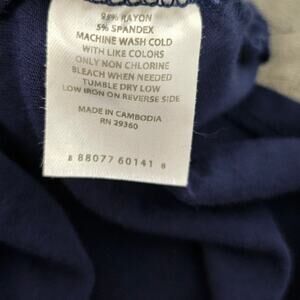 95% RAYON
5% SPANDEX
MACHINE WASH COLD
WITH LIKE COLORS
ONLY NON CHLORINE
BLEACH WHEN NEEDED
TUMBLE DRY LOW
LOW IRON ON REVERSE SIDE
MADE IN CAMBODIA
RN 29360
8 88077 60141 8